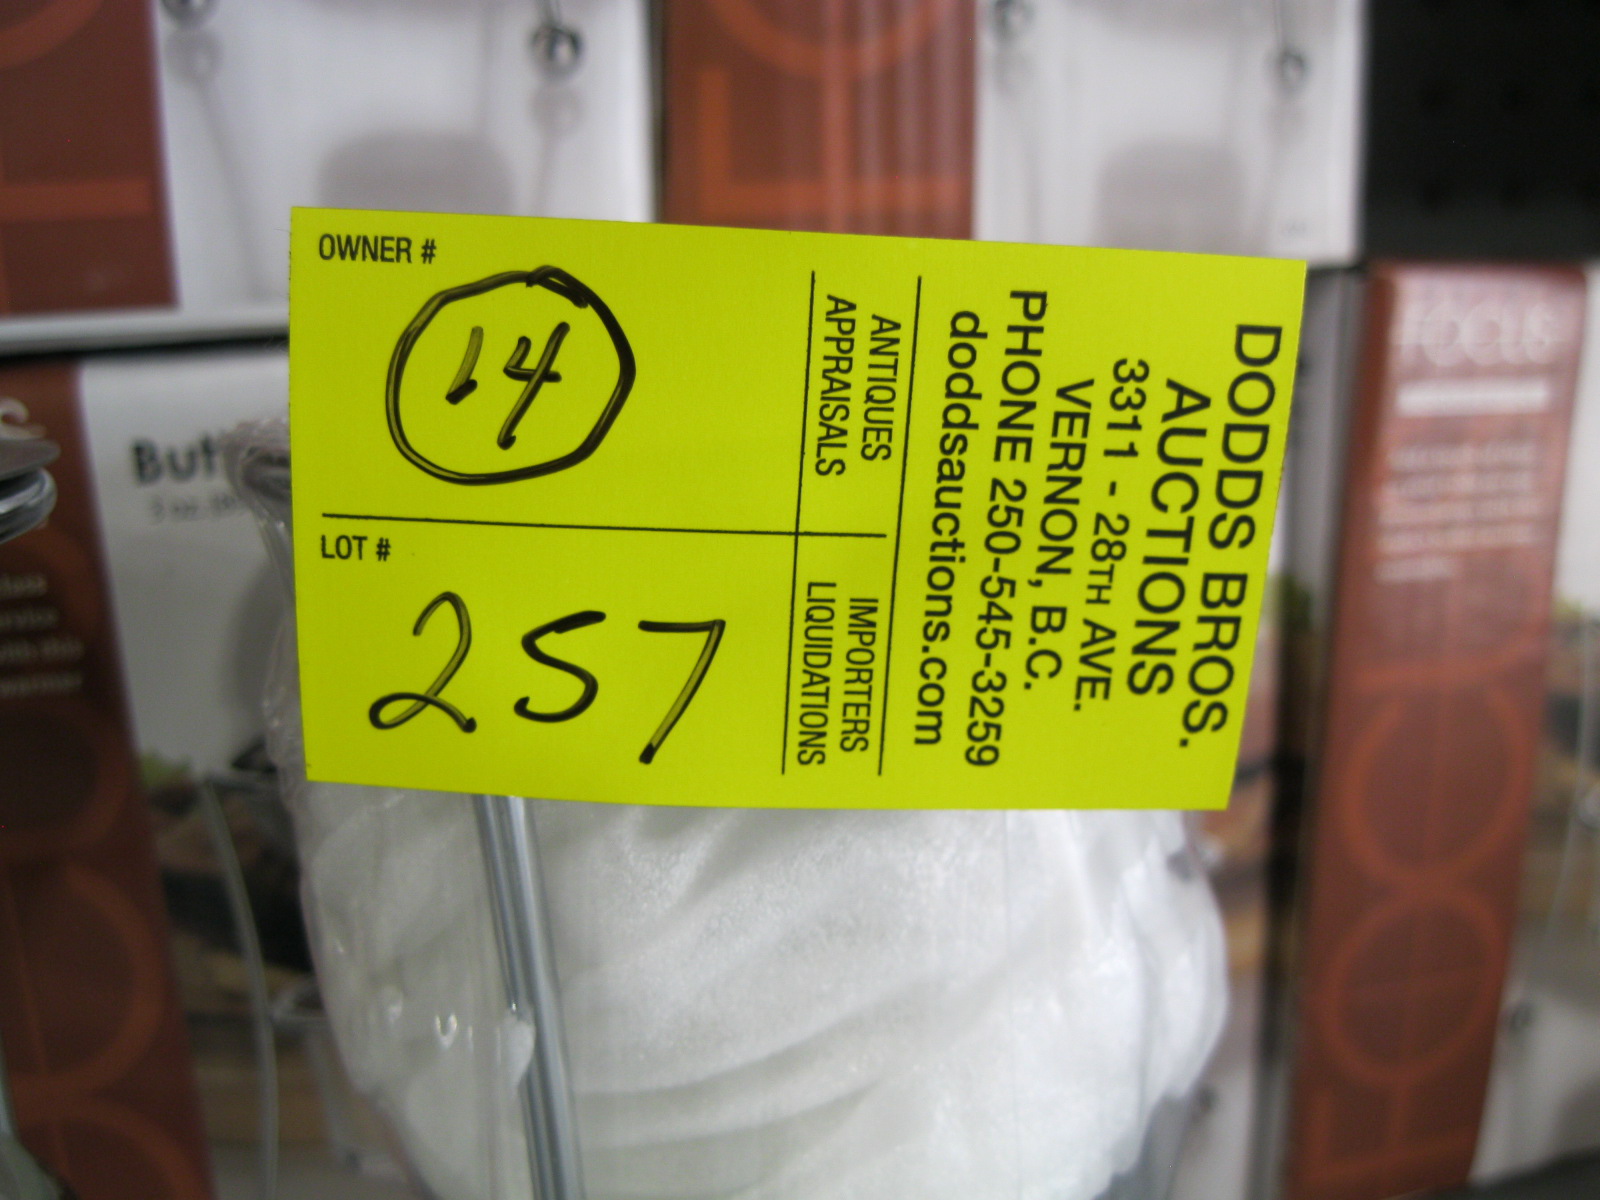 OWNER #
14
LOT #
257
DODDS BROS.
AUCTIONS
3311 - 28TH AVE.
VERNON, B.C.
PHONE 250-545-3259
doddsauctions.com
ANTIQUES
APPRAISALS
IMPORTERS
LIQUIDATIONS
But
FOCUS